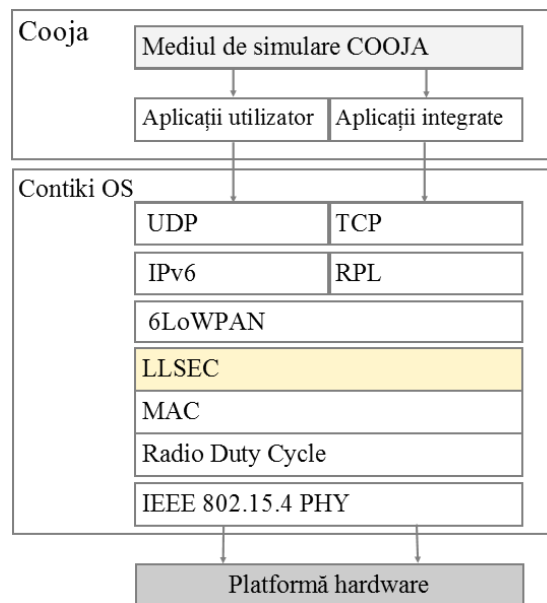 Cooja
Mediul de simulare COOJA
Aplicații utilizator
Aplicații integrate
Contiki OS
UDP
TCP
IPv6
RPL
6LoWPAN
LLSEC
MAC
Radio Duty Cycle
IEEE 802.15.4 PHY
Platformă hardware